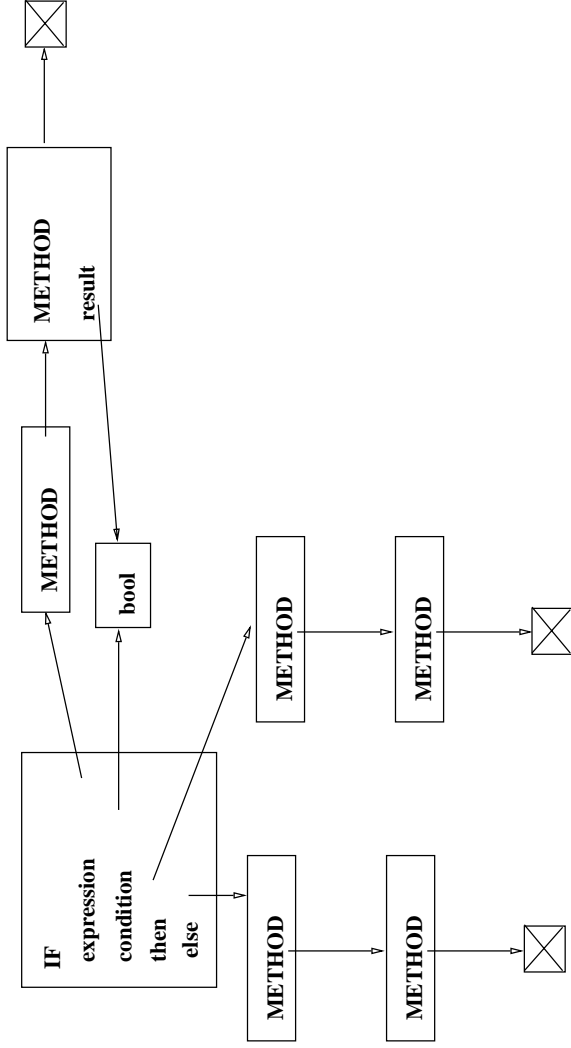 IF
expression
condition
then
else
METHOD
METHOD
result
bool
METHOD
METHOD
METHOD
METHOD